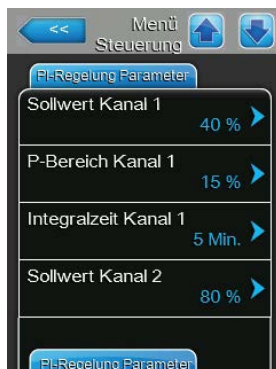 <<
Menü
Steuerung
PI-Regelung Parameter
Sollwert Kanal 1
40 %
P-Bereich Kanal 1
15 %
Integralzeit Kanal 1
5 Min.
Sollwert Kanal 2
80 %
PI-Regelung Parameter